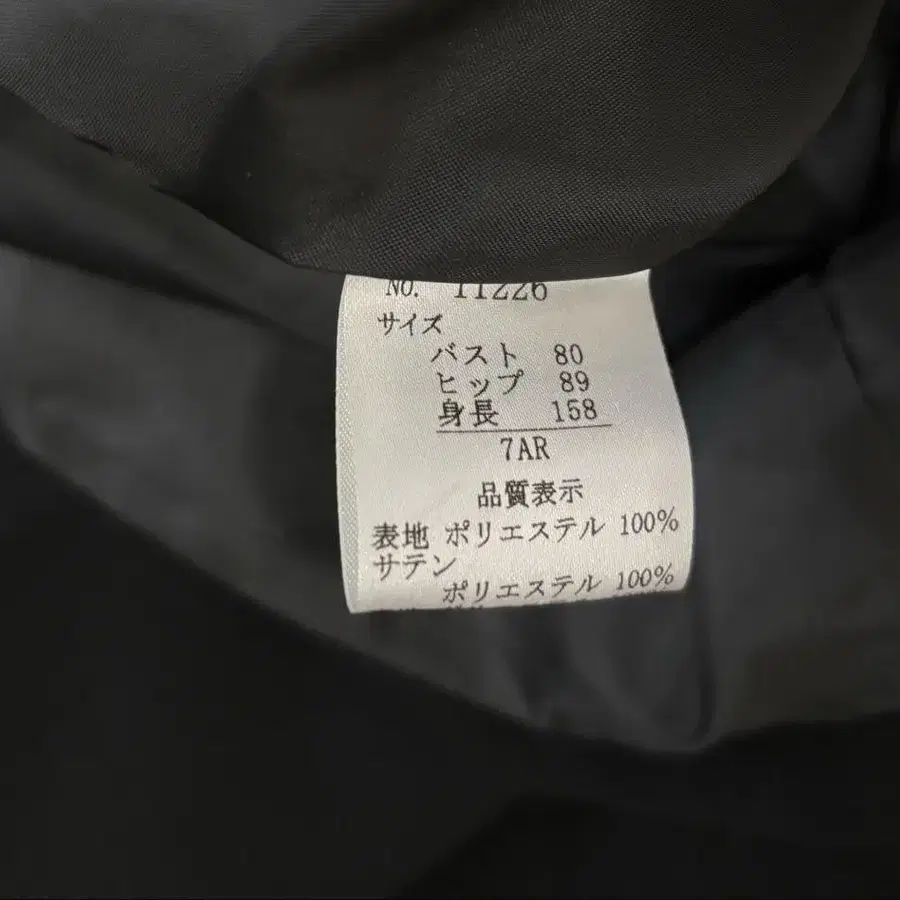 No. 11226
サイズ
バスト 80
ヒップ 89
身長 158
7AR
品質表示
表地 ポリエステル 100%
サテン
ポリエステル 100%